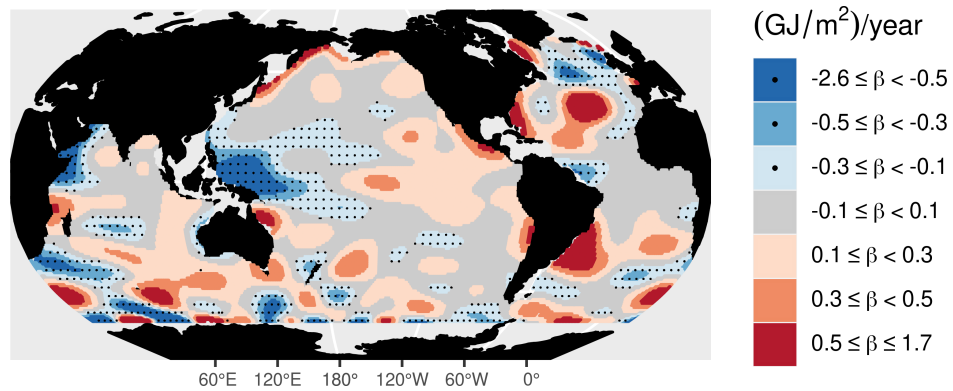 (GJ/m²)/year
-2.6 ≤ β < -0.5
-0.5 ≤ β < -0.3
-0.3 ≤ β < -0.1
-0.1 ≤ β < 0.1
0.1 ≤ β < 0.3
0.3 ≤ β < 0.5
0.5 ≤ β ≤ 1.7
60°E 120°E 180° 120°W 60°W 0°